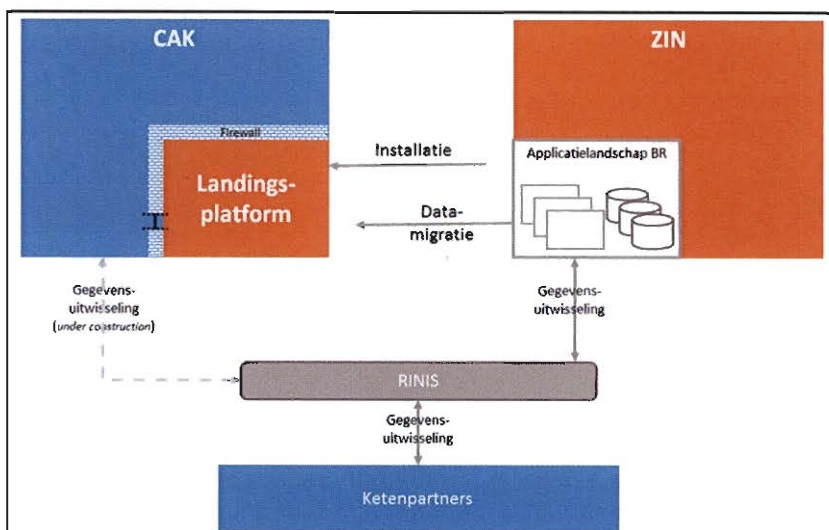 CAK
ZIN
Firewall
Landings-
platform
Installatie
Data-
migratie
Applicatielandschap BR
Gegevens-
uitwisseling
(under construction)
Gegevens-
uitwisseling
RINIS
Gegevens-
uitwisseling
Ketenpartners